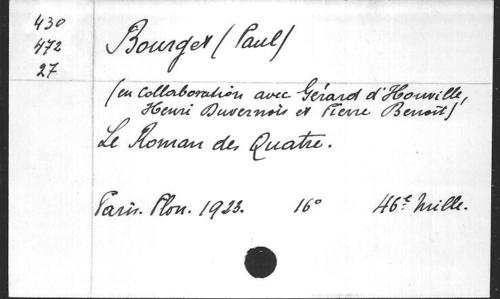 430
472
27
Bourget (Paul)
(en collaboration avec Gérard d'Houville,
Henri Duvernois et Pierre Benoit)
Le Roman des Quatre.
Paris. Plon. 1923. 16° 46e mille.